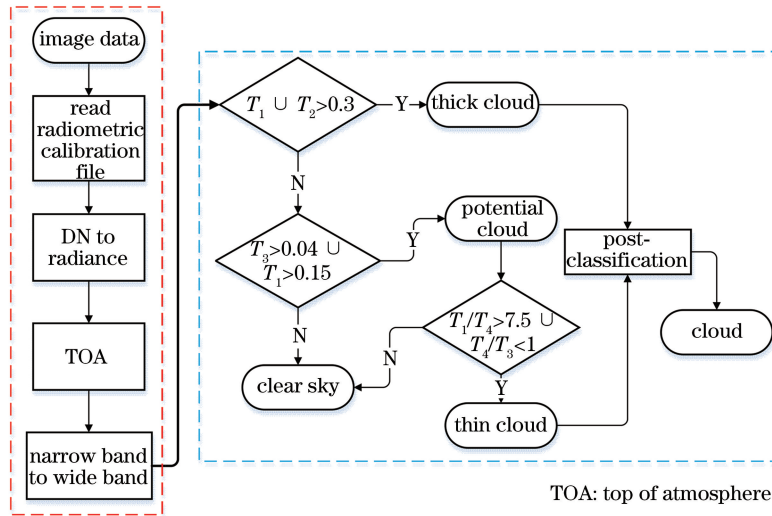 image data
read
radiometric
calibration
file
DN to
radiance
TOA
narrow band
to wide band
T₁ ∪ T₂>0.3
Y
thick cloud
N
T₃>0.04 ∪
T₁>0.15
Y
potential
cloud
N
clear sky
T₁/T₄>7.5 ∪
T₄/T₃<1
N
Y
thin cloud
post-
classification
cloud
TOA: top of atmosphere